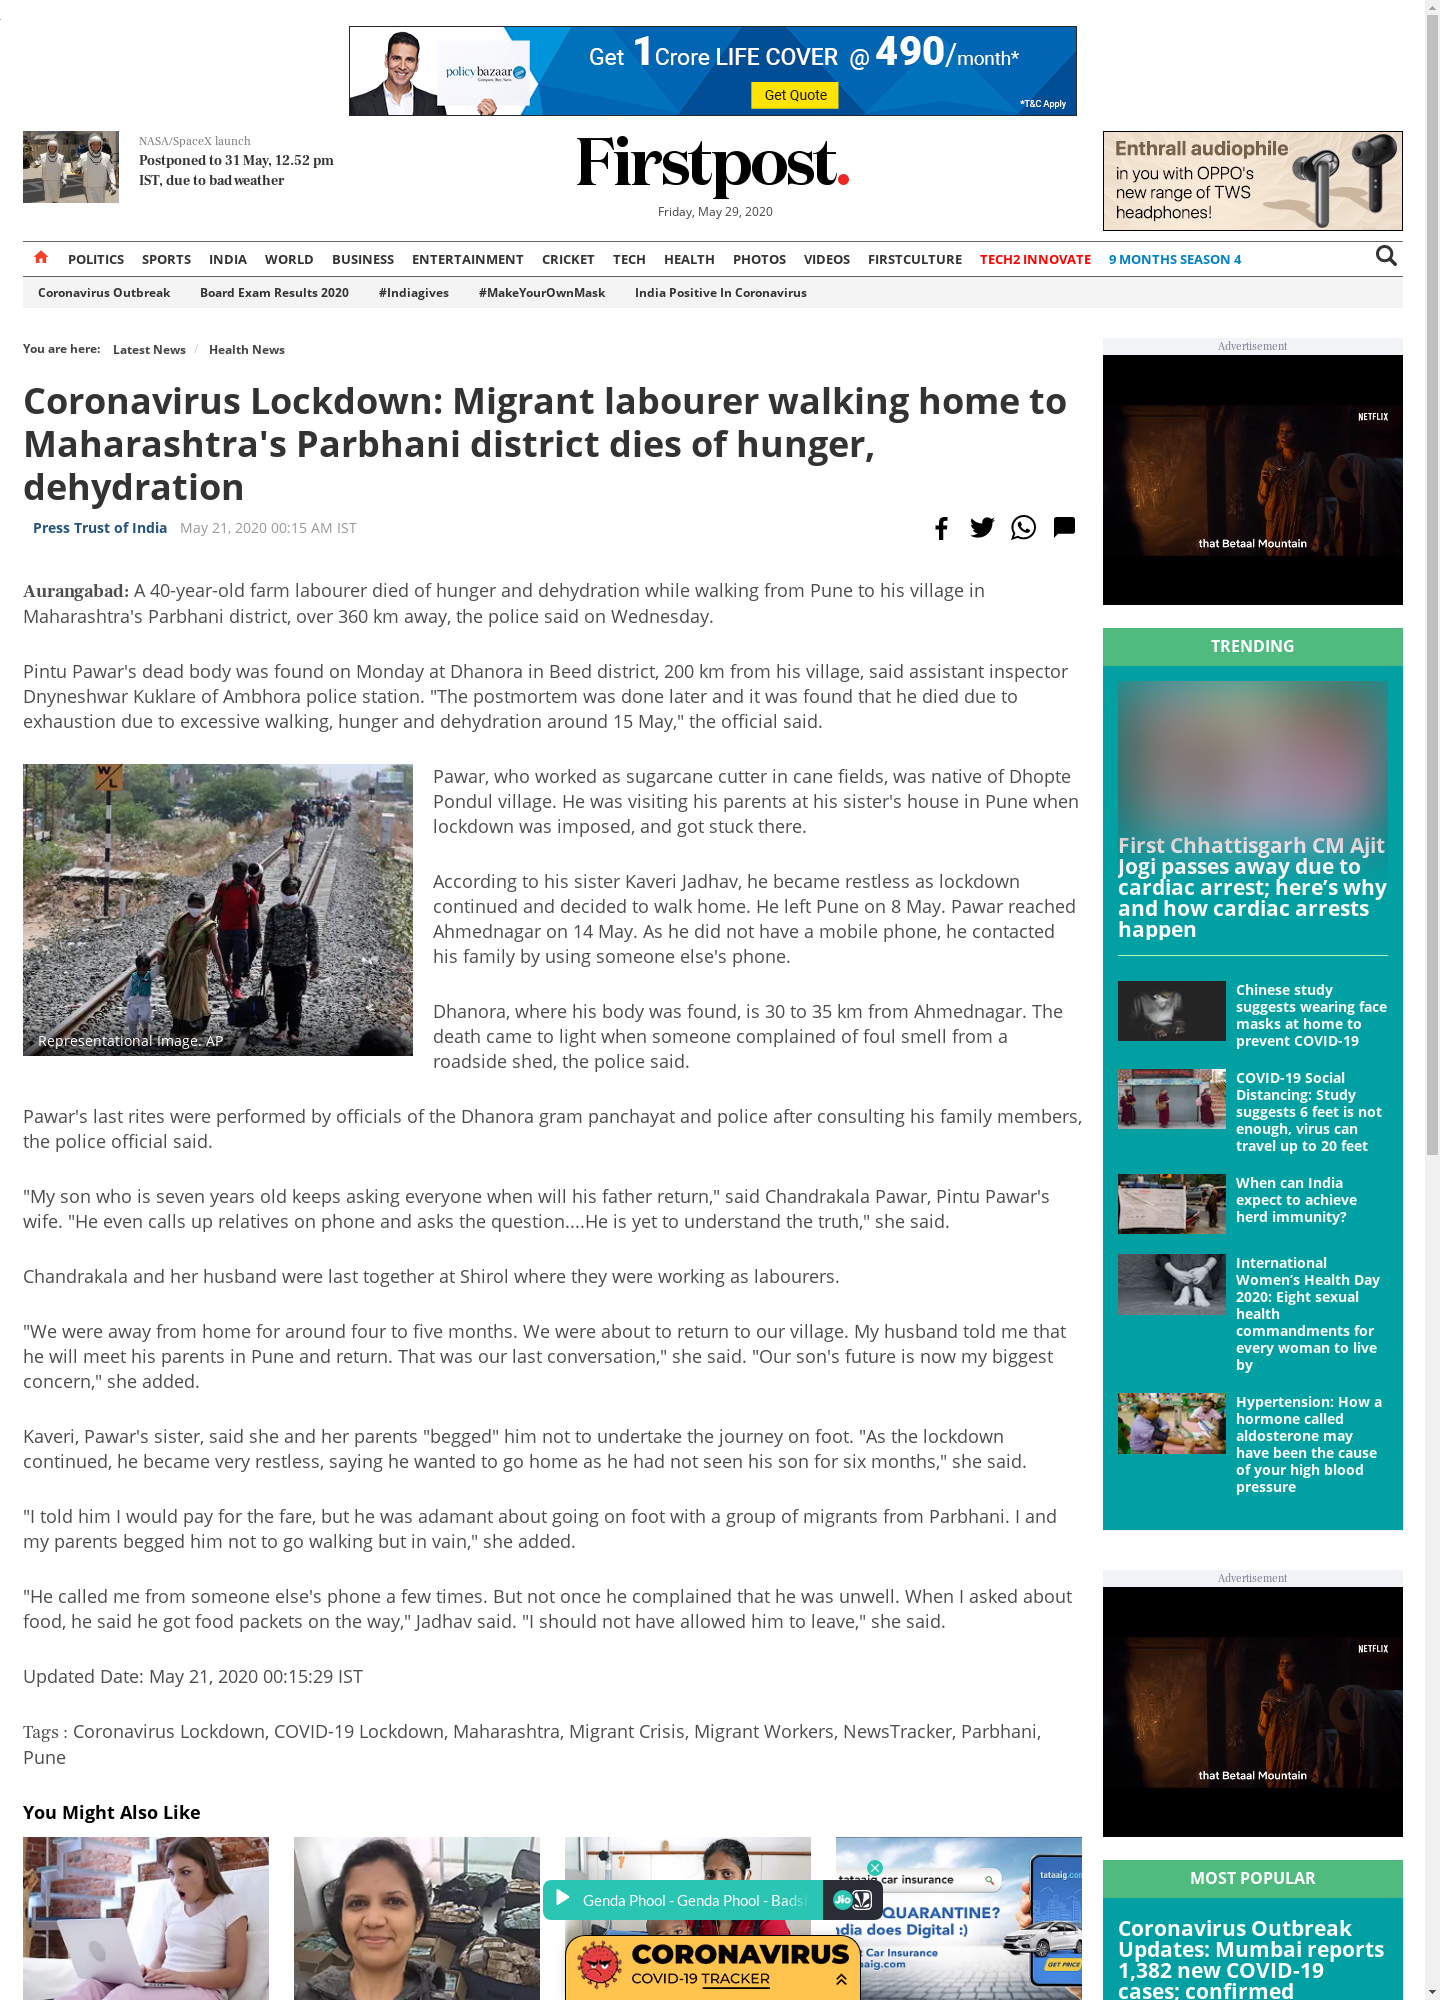 policybazaar
Compare. Buy. Save.
Get 1 Crore LIFE COVER @ 490/month*
Get Quote
*T&C Apply
NASA/SpaceX launch
Postponed to 31 May, 12.52 pm
IST, due to bad weather
Firstpost.
Friday, May 29, 2020
Enthrall audiophile
in you with OPPO's
new range of TWS
headphones!
POLITICS SPORTS INDIA WORLD BUSINESS ENTERTAINMENT CRICKET TECH HEALTH PHOTOS VIDEOS FIRSTCULTURE TECH2 INNOVATE 9 MONTHS SEASON 4
Coronavirus Outbreak Board Exam Results 2020 #Indiagives #MakeYourOwnMask India Positive In Coronavirus
You are here: Latest News / Health News
Coronavirus Lockdown: Migrant labourer walking home to
Maharashtra's Parbhani district dies of hunger,
dehydration
Press Trust of India May 21, 2020 00:15 AM IST
Aurangabad: A 40-year-old farm labourer died of hunger and dehydration while walking from Pune to his village in
Maharashtra's Parbhani district, over 360 km away, the police said on Wednesday.
Pintu Pawar's dead body was found on Monday at Dhanora in Beed district, 200 km from his village, said assistant inspector
Dnyneshwar Kuklare of Ambhora police station. "The postmortem was done later and it was found that he died due to
exhaustion due to excessive walking, hunger and dehydration around 15 May," the official said.
W/L
Representational Image. AP
Pawar, who worked as sugarcane cutter in cane fields, was native of Dhopte
Pondul village. He was visiting his parents at his sister's house in Pune when
lockdown was imposed, and got stuck there.
According to his sister Kaveri Jadhav, he became restless as lockdown
continued and decided to walk home. He left Pune on 8 May. Pawar reached
Ahmednagar on 14 May. As he did not have a mobile phone, he contacted
his family by using someone else's phone.
Dhanora, where his body was found, is 30 to 35 km from Ahmednagar. The
death came to light when someone complained of foul smell from a
roadside shed, the police said.
Pawar's last rites were performed by officials of the Dhanora gram panchayat and police after consulting his family members,
the police official said.
"My son who is seven years old keeps asking everyone when will his father return," said Chandrakala Pawar, Pintu Pawar's
wife. "He even calls up relatives on phone and asks the question....He is yet to understand the truth," she said.
Chandrakala and her husband were last together at Shirol where they were working as labourers.
"We were away from home for around four to five months. We were about to return to our village. My husband told me that
he will meet his parents in Pune and return. That was our last conversation," she said. "Our son's future is now my biggest
concern," she added.
Kaveri, Pawar's sister, said she and her parents "begged" him not to undertake the journey on foot. "As the lockdown
continued, he became very restless, saying he wanted to go home as he had not seen his son for six months," she said.
"I told him I would pay for the fare, but he was adamant about going on foot with a group of migrants from Parbhani. I and
my parents begged him not to go walking but in vain," she added.
"He called me from someone else's phone a few times. But not once he complained that he was unwell. When I asked about
food, he said he got food packets on the way," Jadhav said. "I should not have allowed him to leave," she said.
Updated Date: May 21, 2020 00:15:29 IST
Tags : Coronavirus Lockdown, COVID-19 Lockdown, Maharashtra, Migrant Crisis, Migrant Workers, NewsTracker, Parbhani,
Pune
You Might Also Like
tataaig car insurance
tataaig.com
QUARANTINE?
ndia does Digital :)
Car Insurance
aig.com
GET PRICE
Genda Phool - Genda Phool - Bads
Jio
CORONAVIRUS
COVID-19 TRACKER
Advertisement
NETFLIX
that Betaal Mountain
TRENDING
First Chhattisgarh CM Ajit
Jogi passes away due to
cardiac arrest; here’s why
and how cardiac arrests
happen
Chinese study
suggests wearing face
masks at home to
prevent COVID-19
COVID-19 Social
Distancing: Study
suggests 6 feet is not
enough, virus can
travel up to 20 feet
When can India
expect to achieve
herd immunity?
International
Women’s Health Day
2020: Eight sexual
health
commandments for
every woman to live
by
Hypertension: How a
hormone called
aldosterone may
have been the cause
of your high blood
pressure
Advertisement
NETFLIX
that Betaal Mountain
MOST POPULAR
Coronavirus Outbreak
Updates: Mumbai reports
1,382 new COVID-19
cases; confirmed